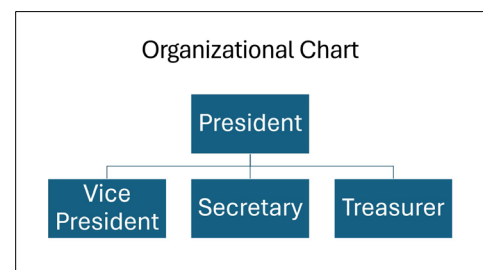 Organizational Chart
President
Vice
President
Secretary
Treasurer